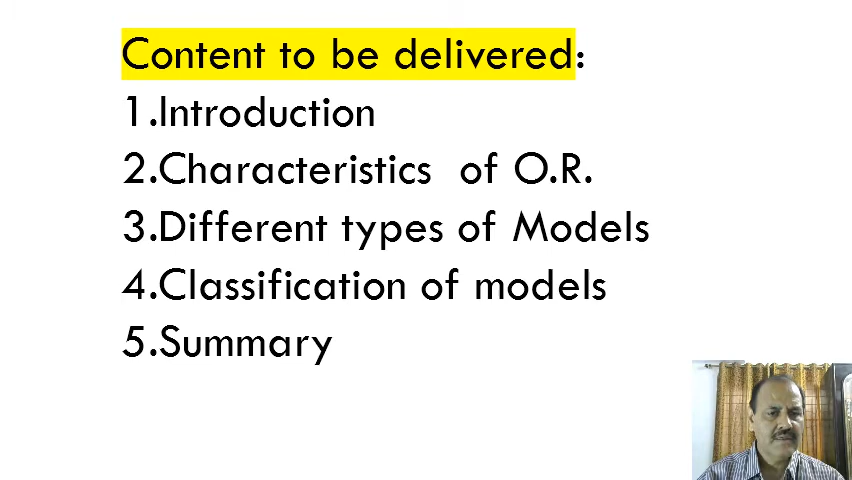 Content to be delivered:
1.Introduction
2.Characteristics of O.R.
3.Different types of Models
4.Classification of models
5.Summary